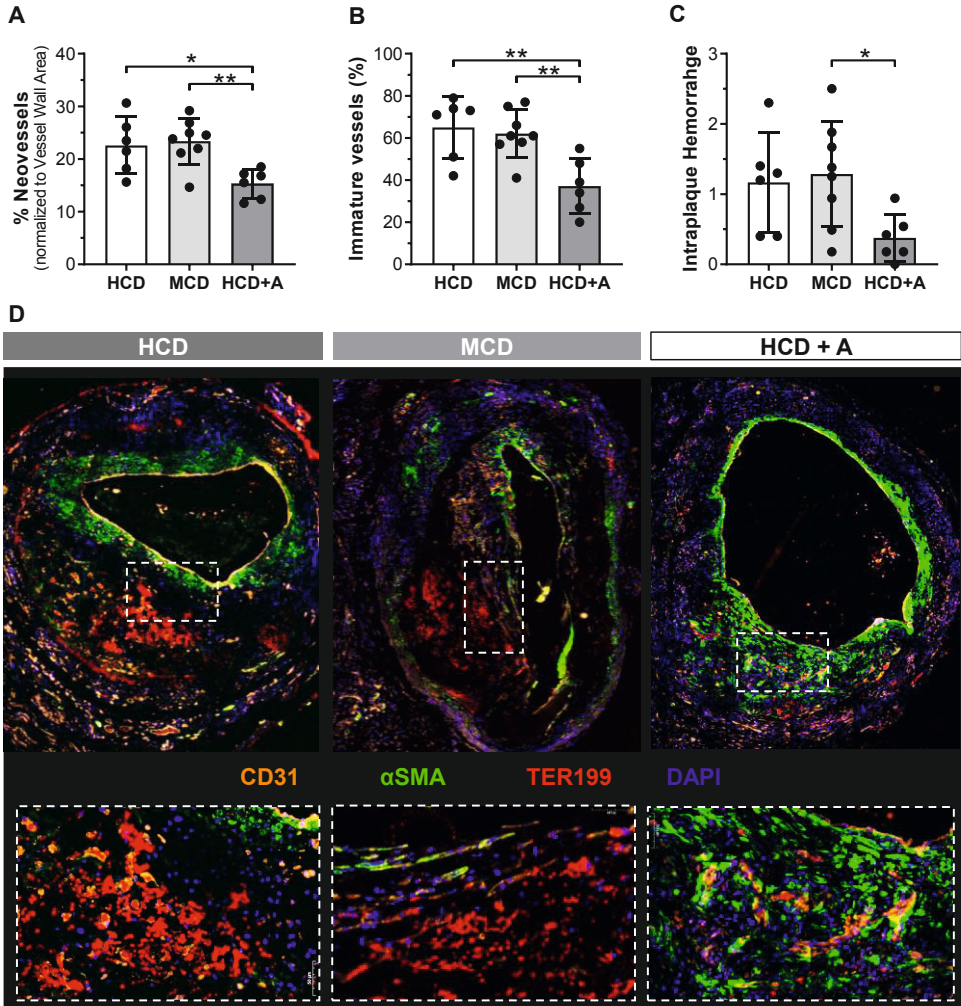 A
B
C
% Neovessels
(normalized to Vessel Wall Area)
40
30
20
10
0
*
**
HCD
MCD
HCD+A
Immature vessels (%)
100
80
60
40
20
0
**
**
HCD
MCD
HCD+A
Intraplaque Hemorrahge
3
2
1
0
*
HCD
MCD
HCD+A
D
HCD
MCD
HCD + A
CD31
αSMA
TER199
DAPI